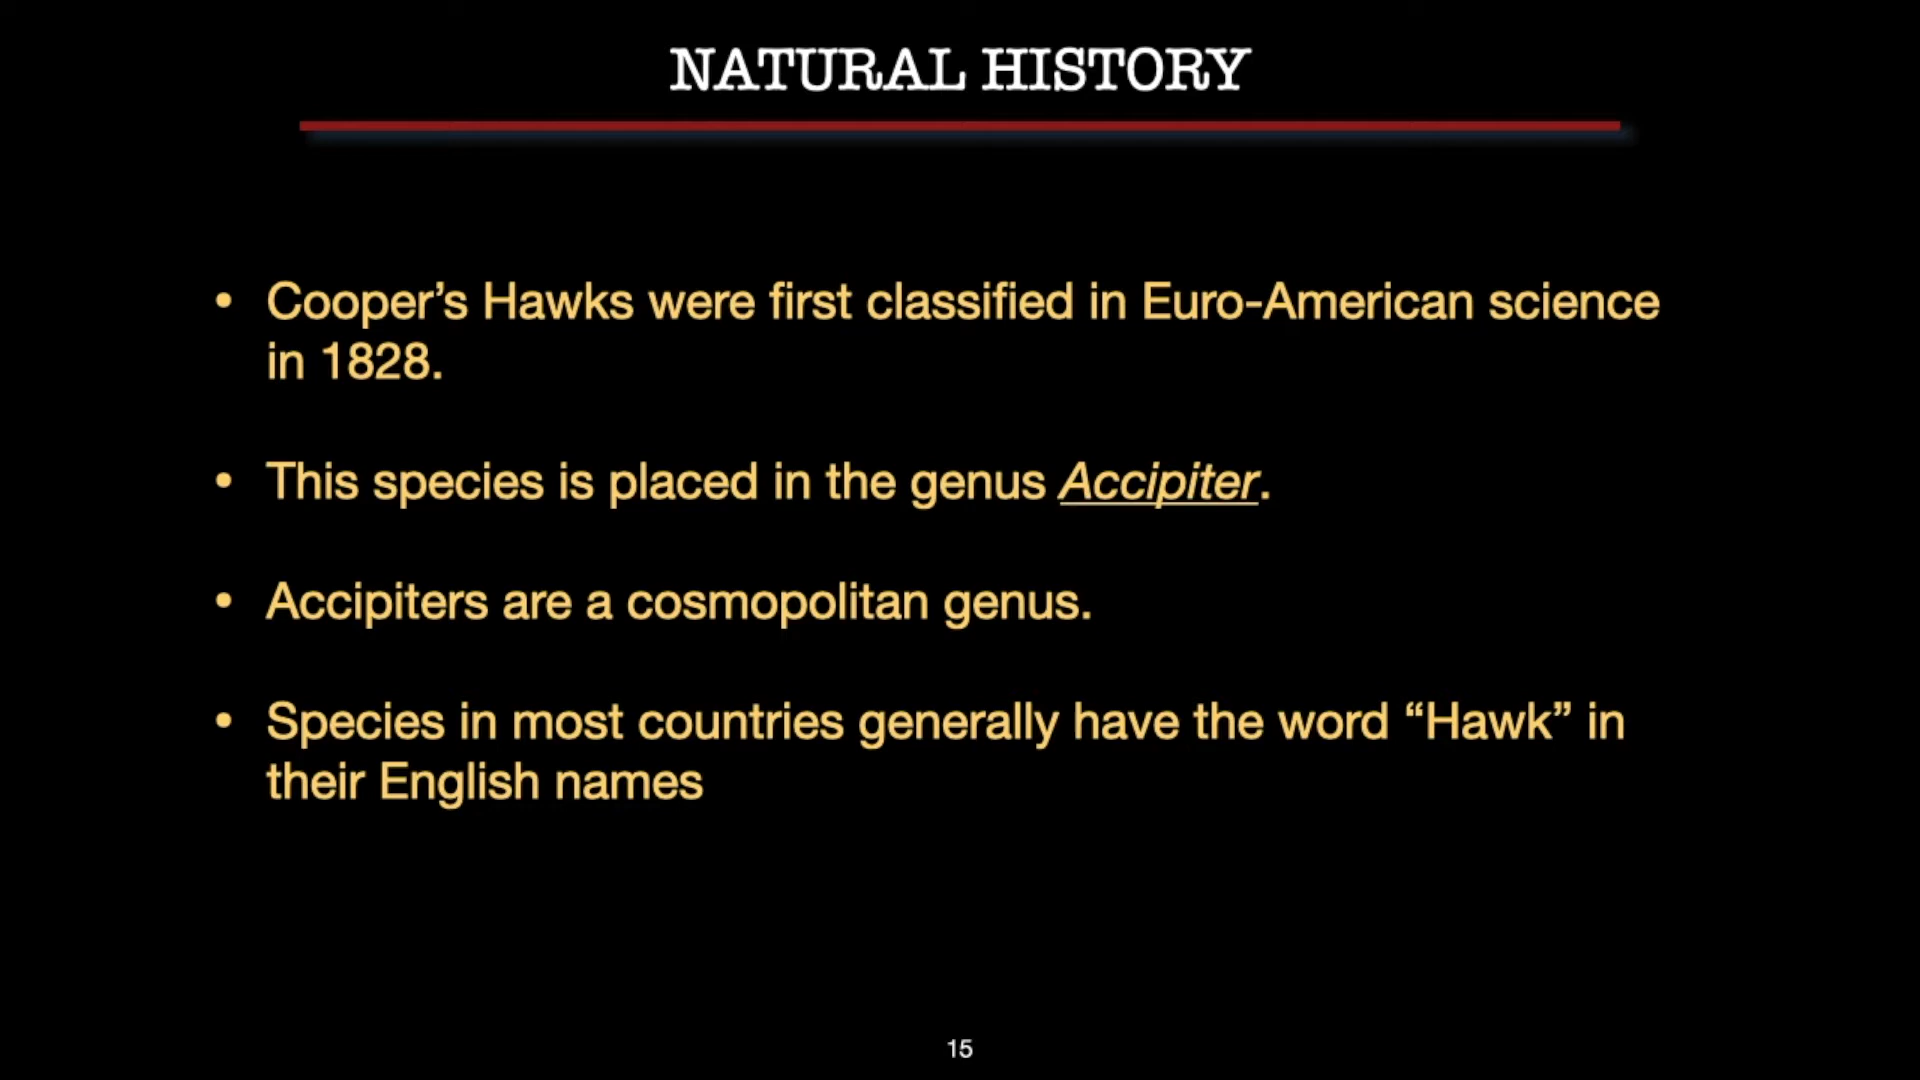 NATURAL HISTORY
• Cooper’s Hawks were first classified in Euro-American science
in 1828.
• This species is placed in the genus Accipiter.
• Accipiters are a cosmopolitan genus.
• Species in most countries generally have the word “Hawk” in
their English names
15